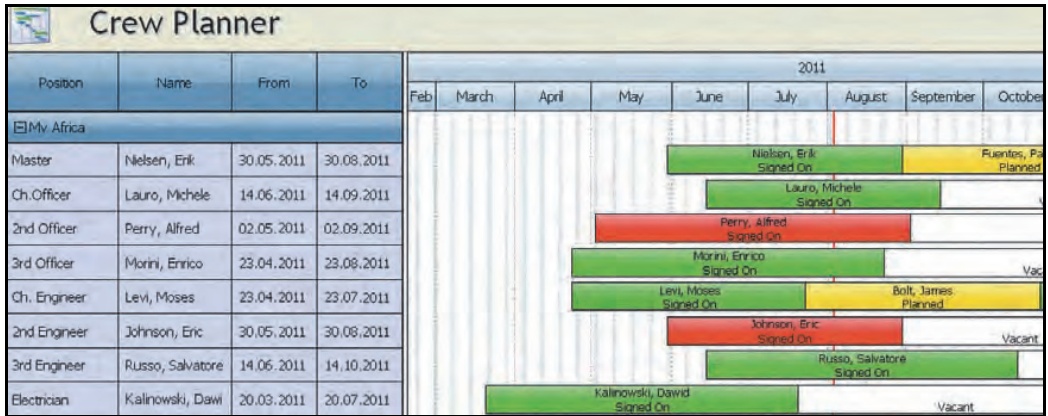 Crew Planner
Position Name From To
2011
Feb March April May June July August September October
My Africa
Master Nielsen, Erik 30.05.2011 30.08.2011
Nielsen, Erik
Signed On
Fuentes, Pa
Planned
Ch.Officer Lauro, Michele 14.06.2011 14.09.2011
Lauro, Michele
Signed On
V
2nd Officer Perry, Alfred 02.05.2011 02.09.2011
Perry, Alfred
Signed On
3rd Officer Morini, Enrico 23.04.2011 23.08.2011
Morini, Enrico
Signed On
Vac
Ch. Engineer Levi, Moses 23.04.2011 23.07.2011
Levi, Moses
Signed On
Bolt, James
Planned
2nd Engineer Johnson, Eric 30.05.2011 30.08.2011
Johnson, Eric
Signed On
Vacant
3rd Engineer Russo, Salvatore 14.06.2011 14.10.2011
Russo, Salvatore
Signed On
Electrician Kalinowski, Dawi 20.03.2011 20.07.2011
Kalinowski, Dawid
Signed On
Vacant